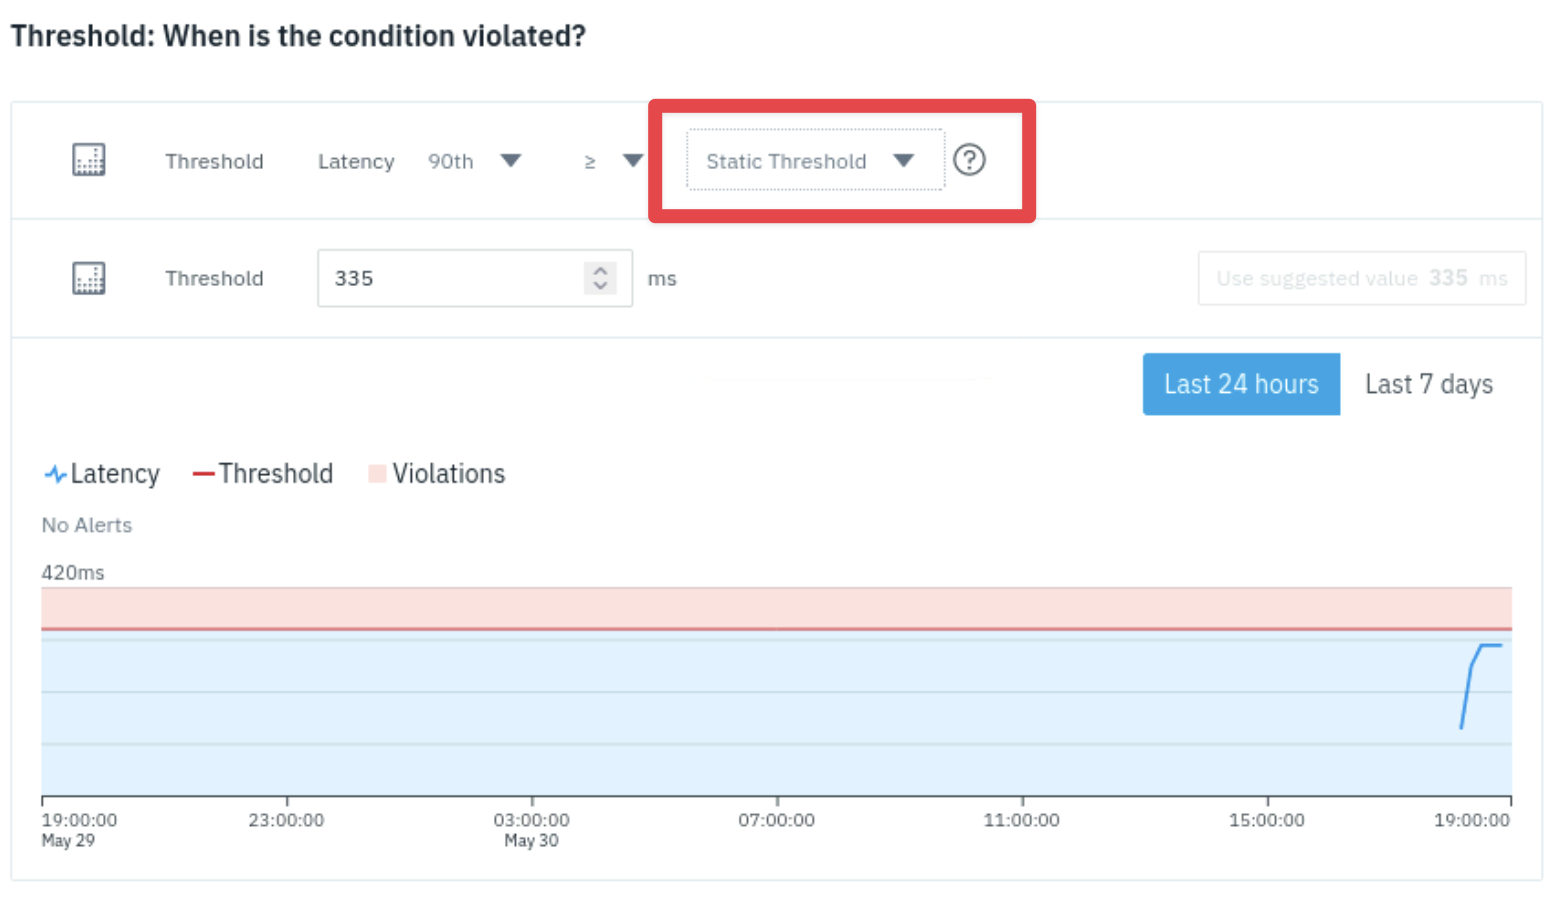 Threshold: When is the condition violated?
Threshold Latency 90th ≥ Static Threshold ?
Threshold 335 ms Use suggested value 335 ms
Last 24 hours Last 7 days
Latency Threshold Violations
No Alerts
420ms
19:00:00 23:00:00 03:00:00 07:00:00 11:00:00 15:00:00 19:00:00
May 29 May 30